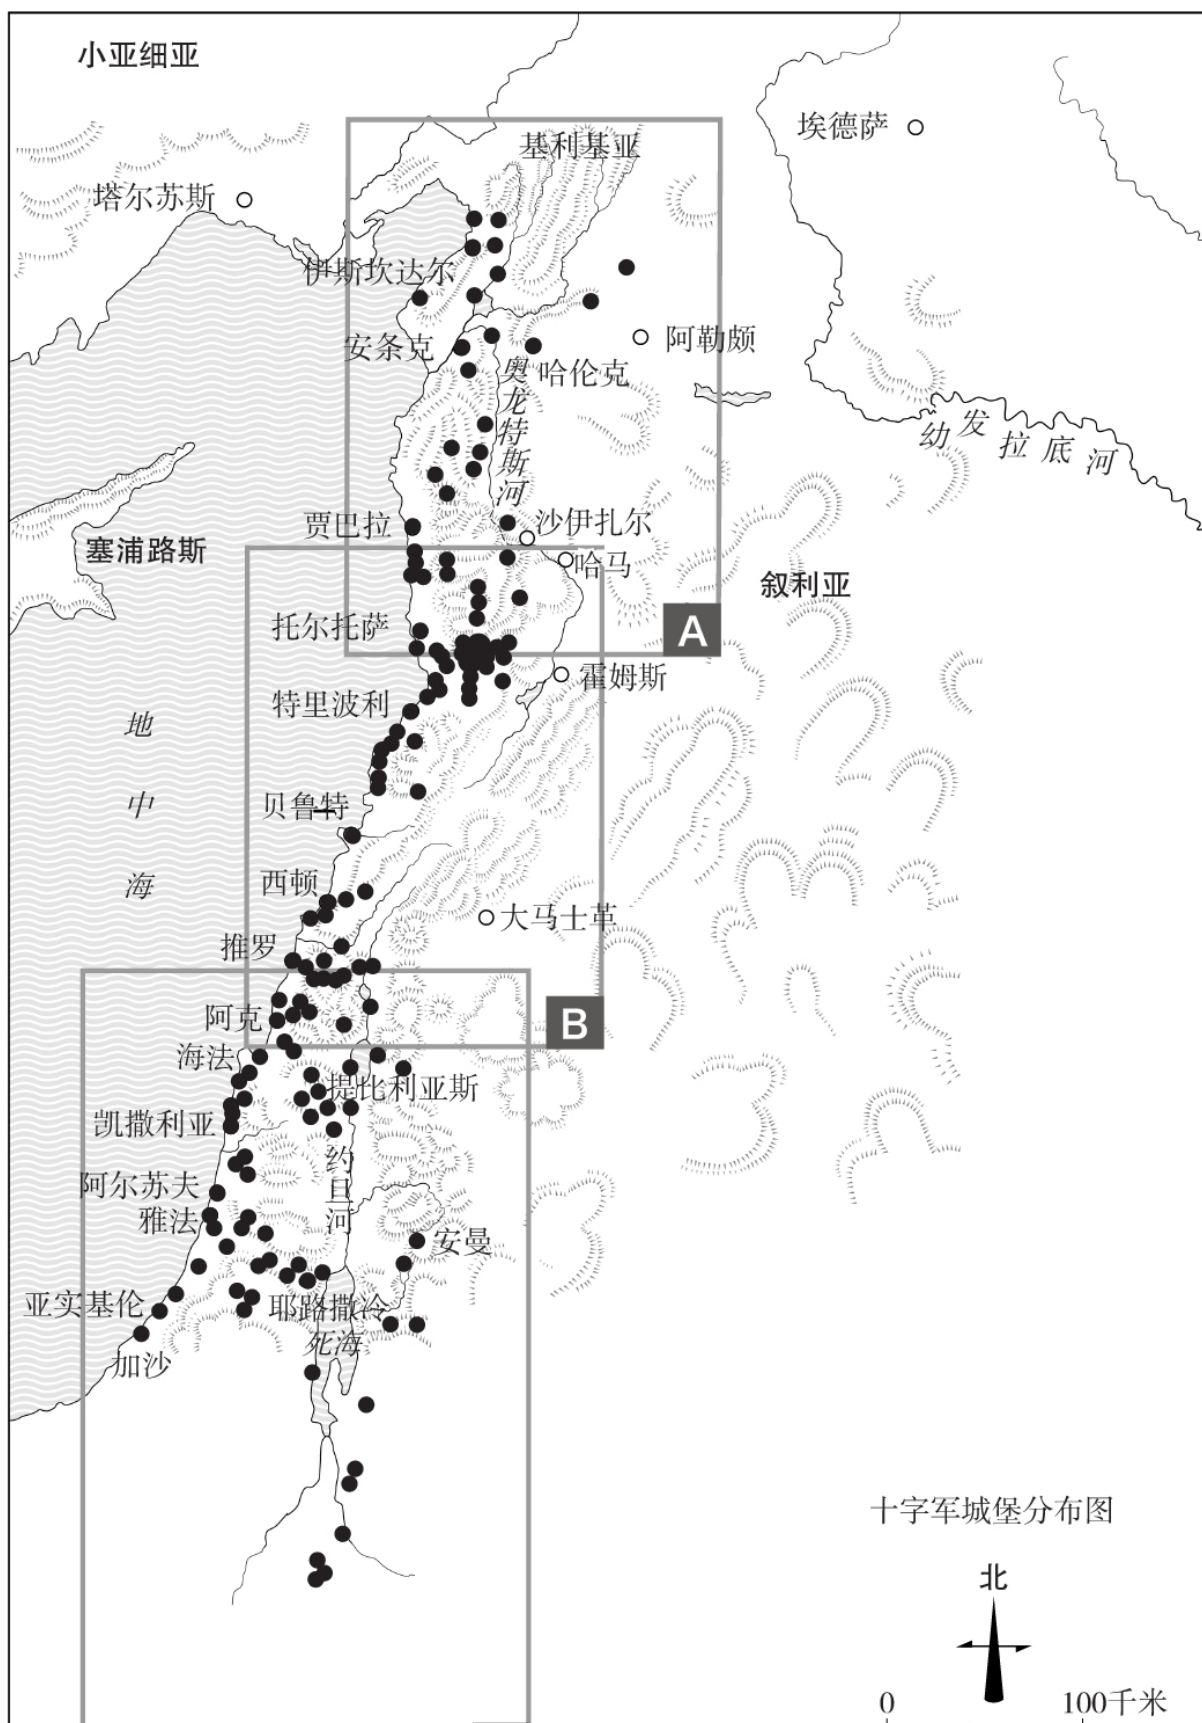 小亚细亚
埃德萨
基利基亚
塔尔苏斯
伊斯坎达尔
阿勒颇
安条克
哈伦克
奥龙特斯河
幼发拉底河
贾巴拉
沙伊扎尔
塞浦路斯
哈马
叙利亚
托尔托萨
A
霍姆斯
特里波利
地中海
贝鲁特
西顿
大马士革
推罗
阿克
B
海法
提比利亚斯
凯撒利亚
约旦河
阿尔苏夫
雅法
安曼
亚实基伦
耶路撒冷
死海
加沙
十字军城堡分布图
北
0
100千米